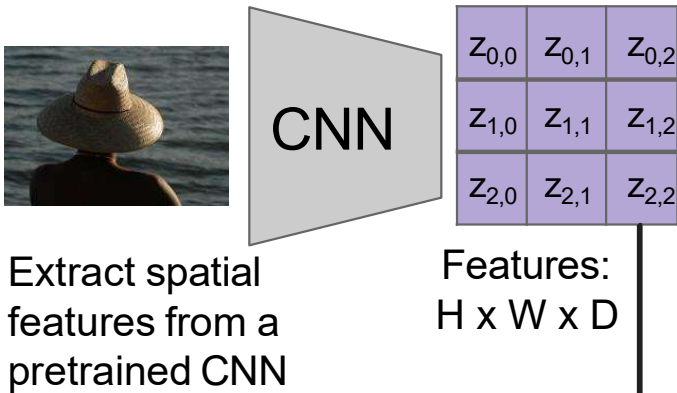 CNN
z0,0 z0,1 z0,2
z1,0 z1,1 z1,2
z2,0 z2,1 z2,2
Extract spatial
features from a
pretrained CNN
Features:
H x W x D